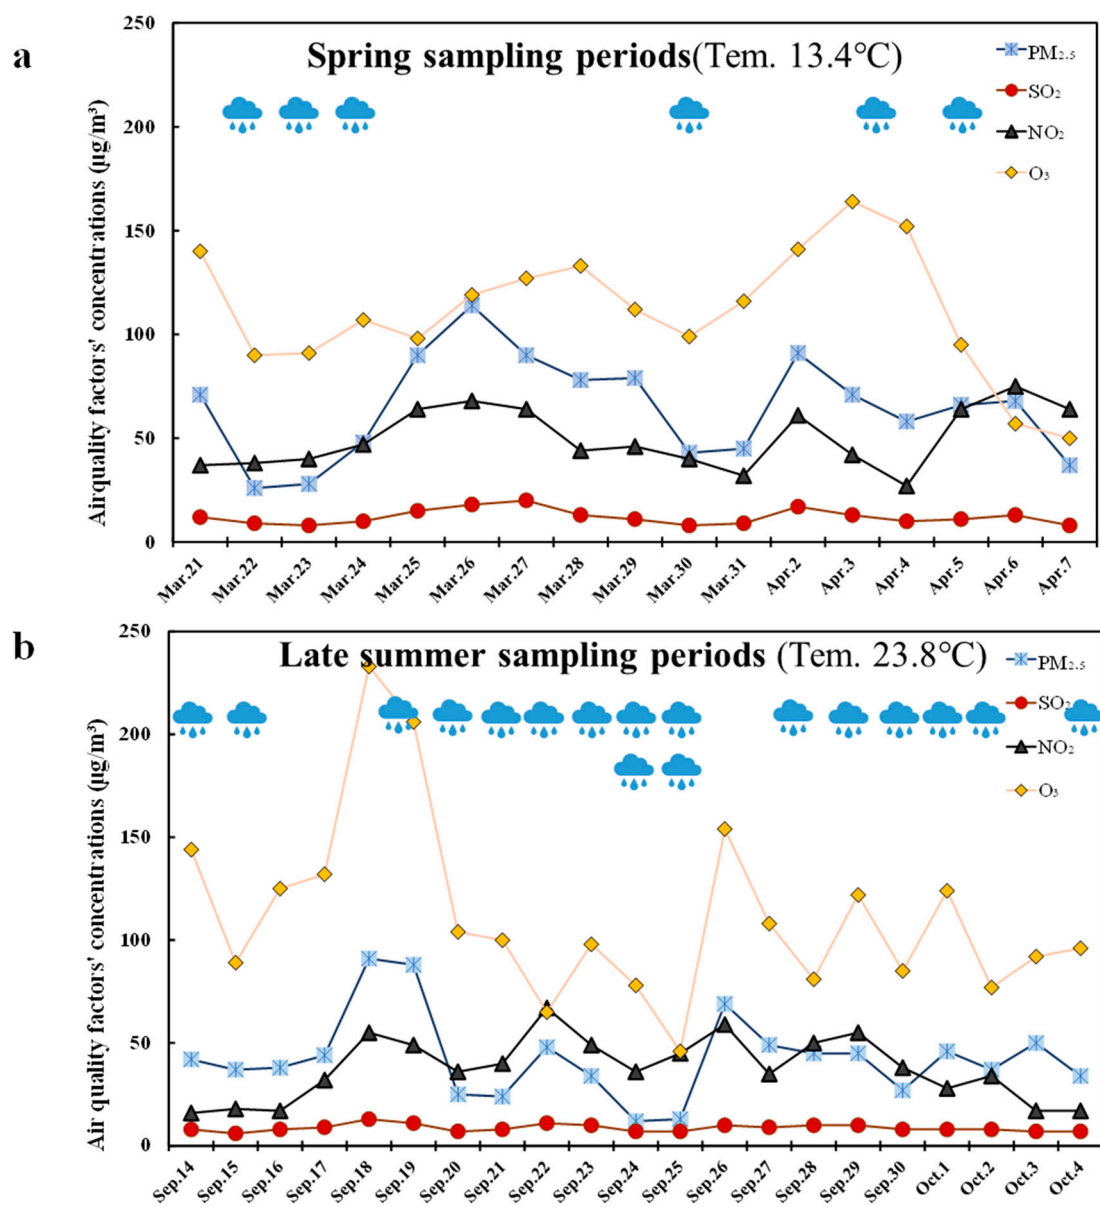 a
Spring sampling periods(Tem. 13.4℃)
Airquality factors' concentrations (µg/m³)
250
200
150
100
50
0
PM2.5
SO2
NO2
O3
Mar.21
Mar.22
Mar.23
Mar.24
Mar.25
Mar.26
Mar.27
Mar.28
Mar.29
Mar.30
Mar.31
Apr.2
Apr.3
Apr.4
Apr.5
Apr.6
Apr.7
b
Late summer sampling periods (Tem. 23.8℃)
Air quality factors' concentrations (µg/m³)
250
200
150
100
50
0
PM2.5
SO2
NO2
O3
Sep.14
Sep.15
Sep.16
Sep.17
Sep.18
Sep.19
Sep.20
Sep.21
Sep.22
Sep.23
Sep.24
Sep.25
Sep.26
Sep.27
Sep.28
Sep.29
Sep.30
Oct.1
Oct.2
Oct.3
Oct.4